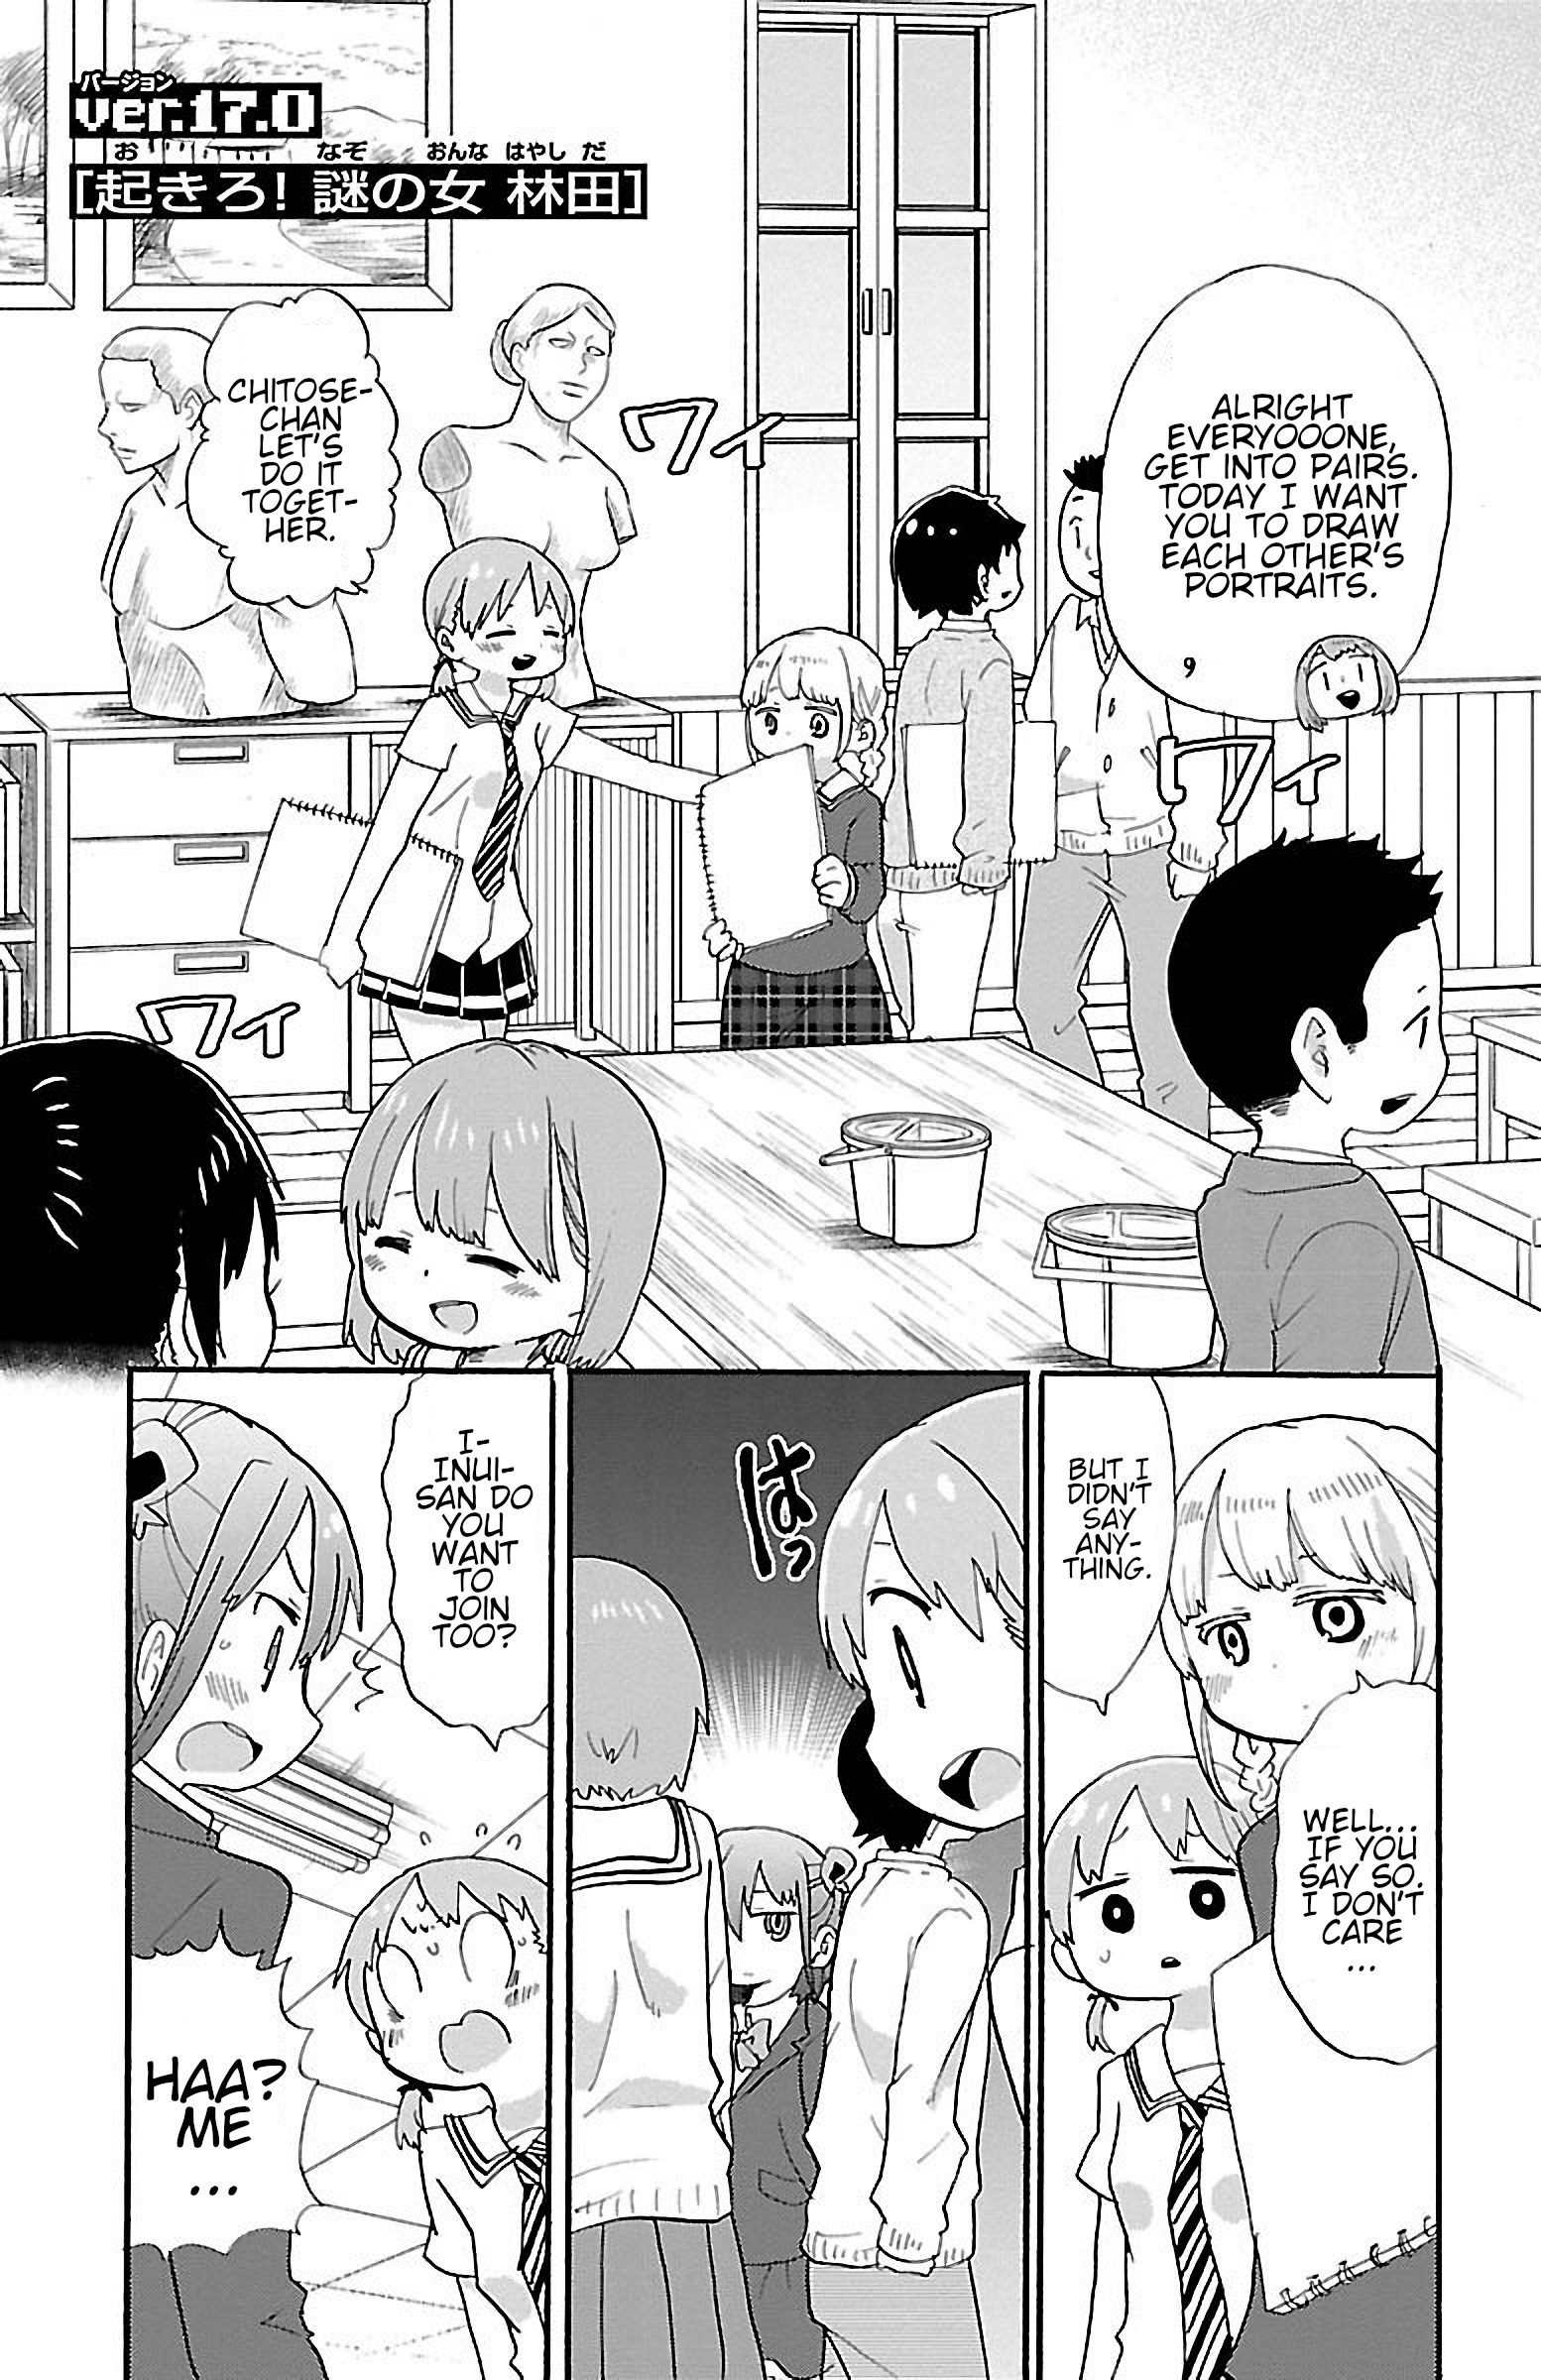 バージョン
ver.17.0
お なぞ おんな はやし だ
[起きろ! 謎の女 林田]
ALRIGHT
EVERYOOONE,
GET INTO PAIRS.
TODAY I WANT
YOU TO DRAW
EACH OTHER'S
PORTRAITS.
ワイ
ワイ
CHITOSE-
CHAN
LET'S
DO IT
TOGET-
HER.
ワイ
BUT I
DIDN'T
SAY
ANY-
THING.
WELL...
IF YOU
SAY SO.
I DON'T
CARE
...
はっ
I-
INUI-
SAN DO
YOU
WANT
TO
JOIN
TOO?
HAA?
ME
...